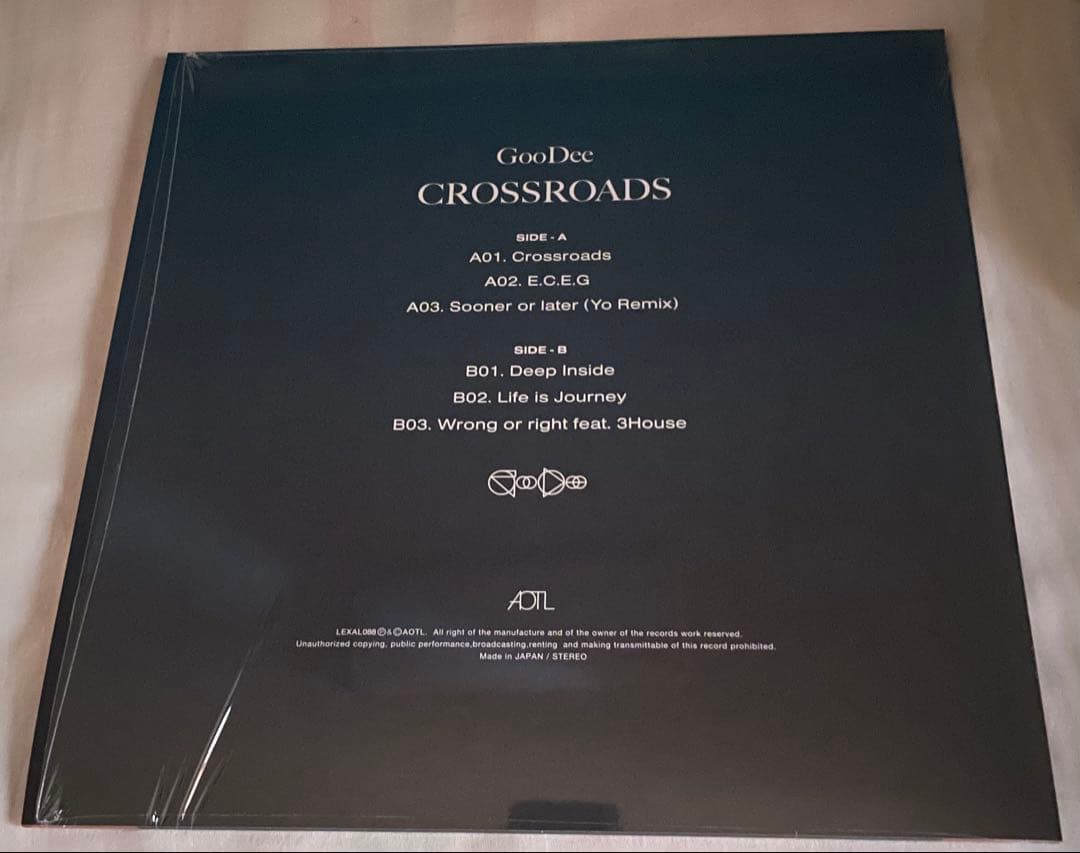 GooDee
CROSSROADS
SIDE - A
A01. Crossroads
A02. E.C.E.G
A03. Sooner or later (Yo Remix)
SIDE - B
B01. Deep Inside
B02. Life is Journey
B03. Wrong or right feat. 3House
GooDee
AOTL
LEXAL088 ℗&©AOTL. All right of the manufacture and of the owner of the records work reserved.
Unauthorized copying, public performance,broadcasting,renting and making transmittable of this record prohibited.
Made in JAPAN / STEREO